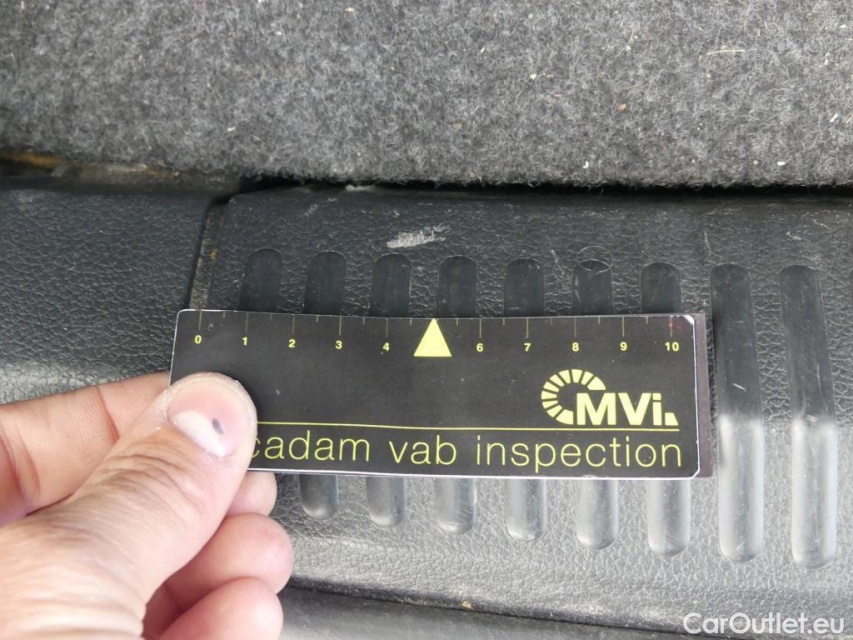 0 1 2 3 4 6 7 8 9 10
MVi.
cadam vab inspection
CarOutlet.eu